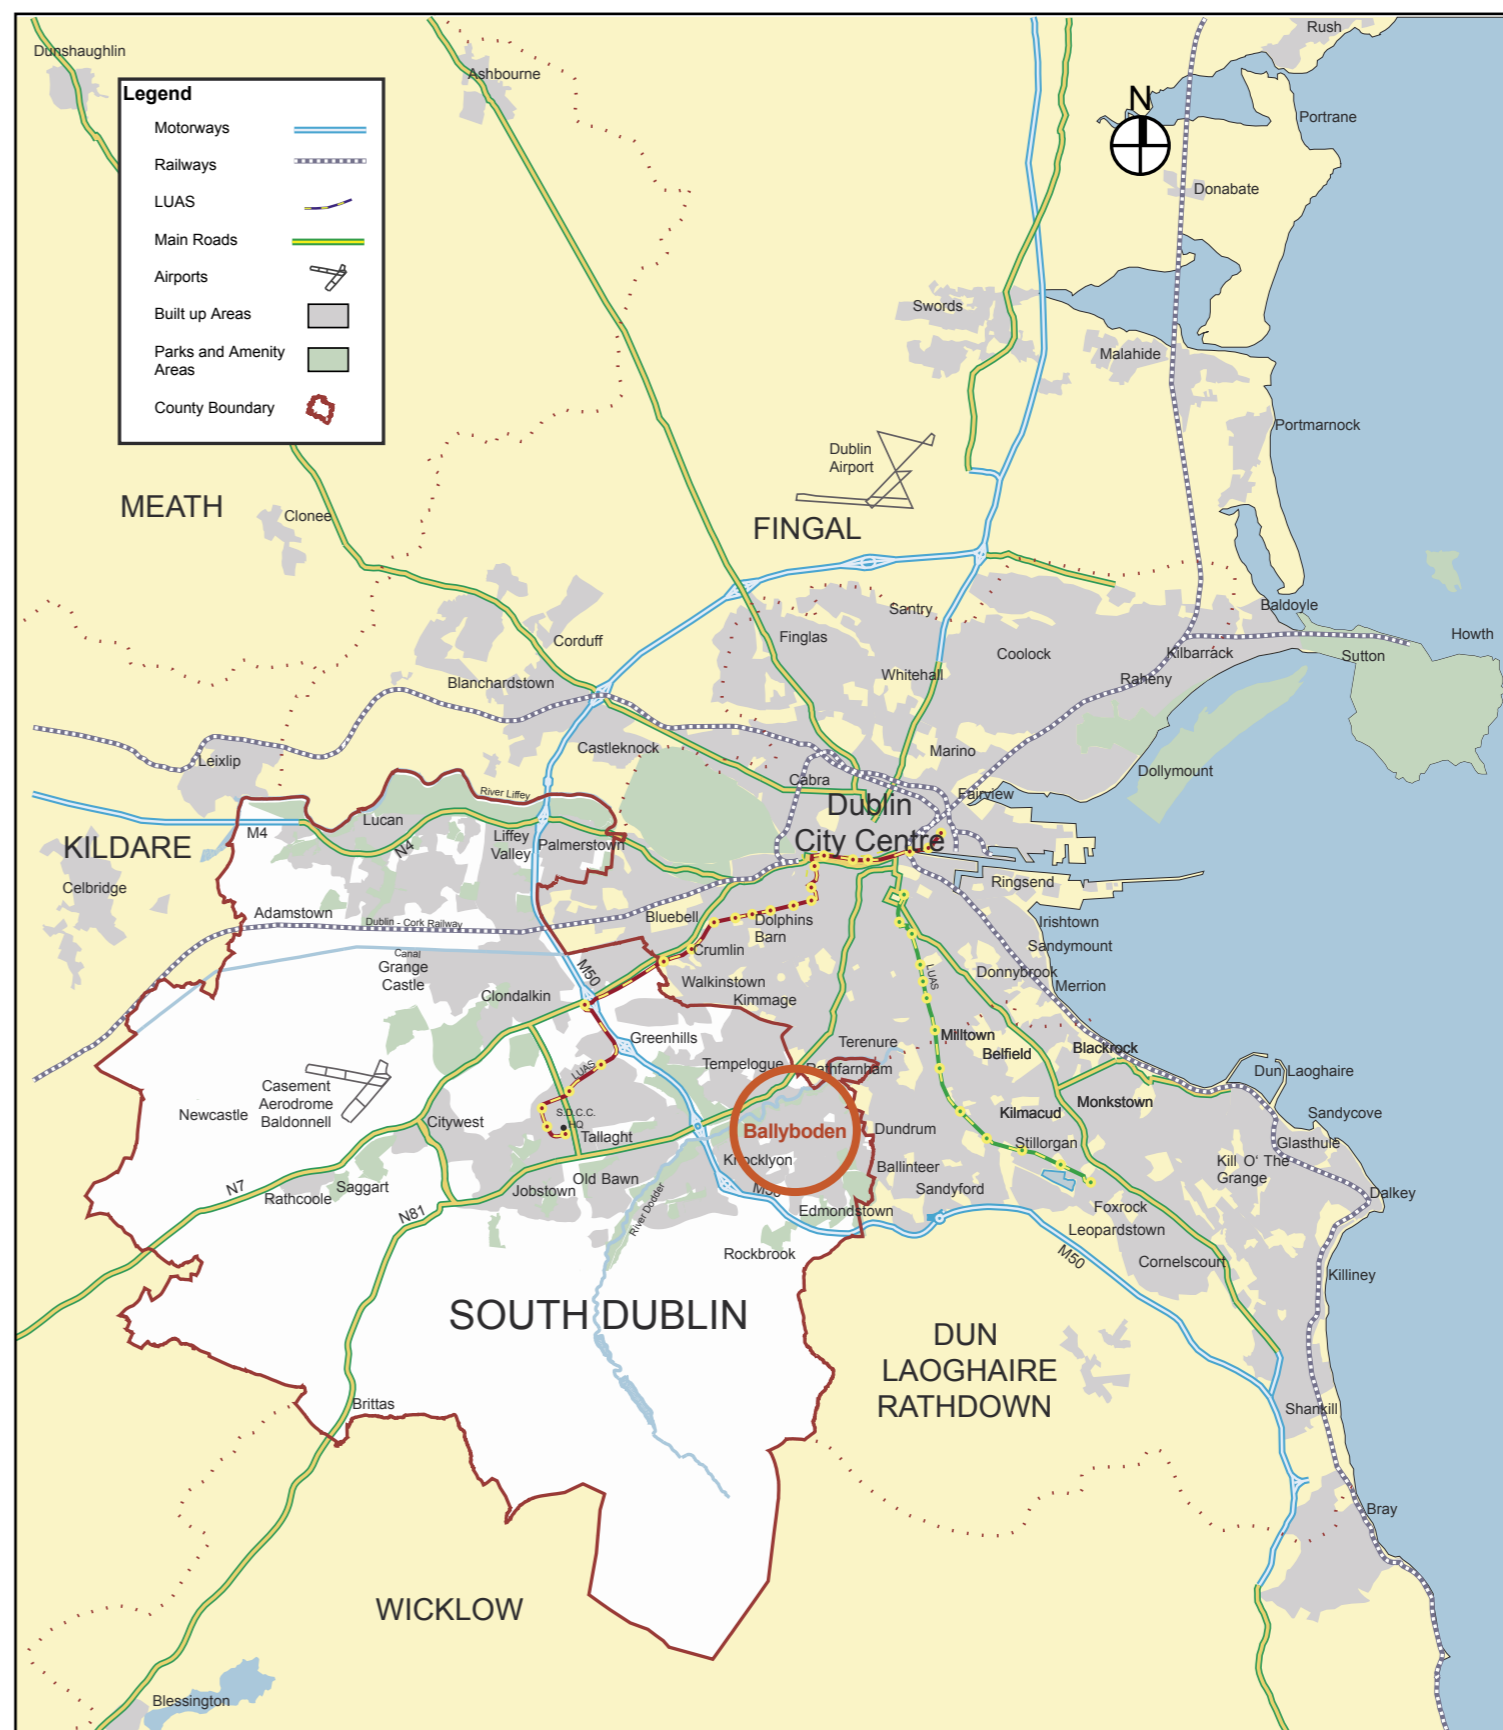 Dunshaughlin
Ashbourne
Rush
Legend
Motorways
Railways
LUAS
Main Roads
Airports
Built up Areas
Parks and Amenity
Areas
County Boundary
N
Portrane
Donabate
Swords
Malahide
Portmarnock
Dublin
Airport
MEATH
Clonee
FINGAL
Santry
Baldoyle
Howth
Corduff
Finglas
Coolock
Kilbarrack
Sutton
Whitehall
Raheny
Blanchardstown
Castleknock
Marino
Leixlip
Cabra
Dollymount
River Liffey
Fairview
Dublin
City Centre
Lucan
M4
N4
Liffey
Valley
Palmerstown
KILDARE
Celbridge
Ringsend
Adamstown
Dublin - Cork Railway
Bluebell
Dolphins
Barn
Irishtown
Sandymount
Canal
Grange
Castle
Crumlin
M50
Donnybrook
LUAS
Merrion
Walkinstown
Kimmage
Clondalkin
Greenhills
Terenure
Milltown
Belfield
Blackrock
Tempelogue
Rathfarnham
Dun Laoghaire
Casement
Aerodrome
Baldonnell
LUAS
Newcastle
Citywest
S.D.C.C.
HQ
Tallaght
Ballyboden
Dundrum
Kilmacud
Monkstown
Sandycove
Stillorgan
Glasthule
Knocklyon
Ballinteer
Kill O' The
Grange
Old Bawn
Jobstown
Sandyford
Dalkey
N7
Rathcoole
Saggart
N81
River Dodder
M50
Edmondstown
Foxrock
Leopardstown
Rockbrook
M50
Cornelscourt
Killiney
SOUTH DUBLIN
DUN
LAOGHAIRE
RATHDOWN
Brittas
Shankill
Bray
WICKLOW
Blessington